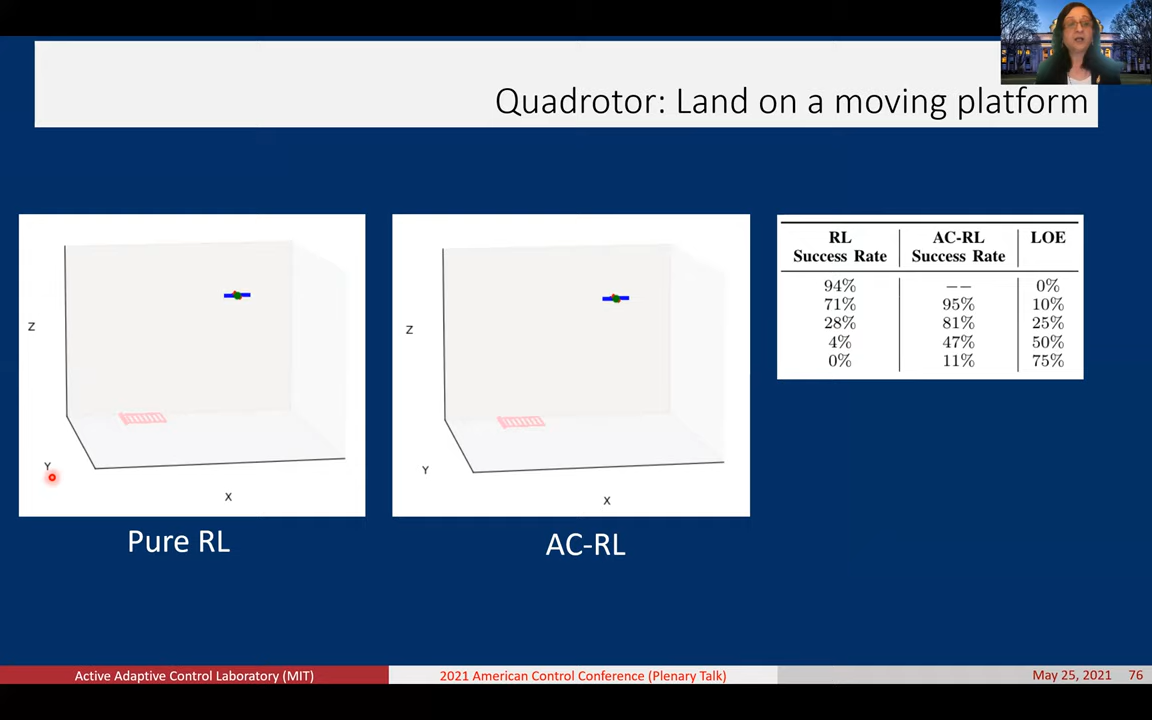 Quadrotor: Land on a moving platform
Z
Y
X
Pure RL
Z
Y
X
AC-RL
RL AC-RL LOE
Success Rate Success Rate
94% -- 0%
71% 95% 10%
28% 81% 25%
4% 47% 50%
0% 11% 75%
Active Adaptive Control Laboratory (MIT)
2021 American Control Conference (Plenary Talk)
May 25, 2021 76